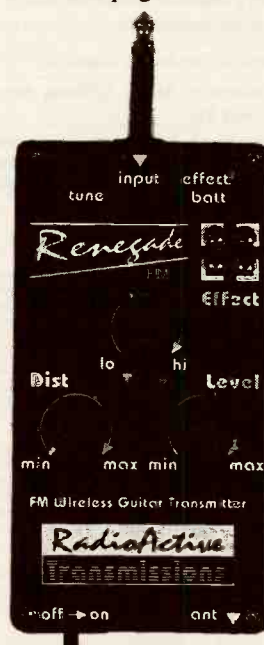 input effect
tune batt
Renegade
FM
Effect
lo hi
Dist Level
min max min max
FM Wireless Guitar Transmitter
RadioActive
Transmissions
off on ant